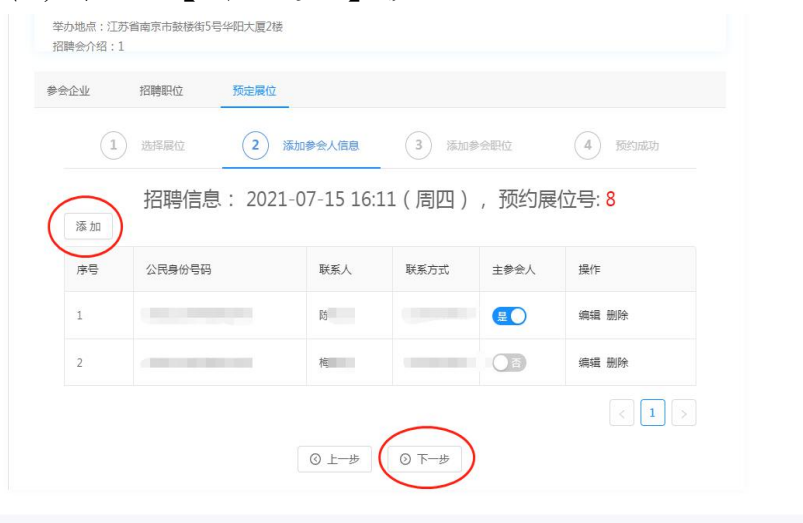 举办地点：江苏省南京市鼓楼街5号华阳大厦2楼
招聘会介绍：1
参会企业 招聘职位 预定展位
1 选择展位 2 添加参会人信息 3 添加参会职位 4 预约成功
招聘信息： 2021-07-15 16:11（周四），预约展位号: 8
添加
序号 公民身份号码 联系人 联系方式 主参会人 操作
1 陈 是 编辑 删除
2 梅 否 编辑 删除
< 1 >
上一步 下一步